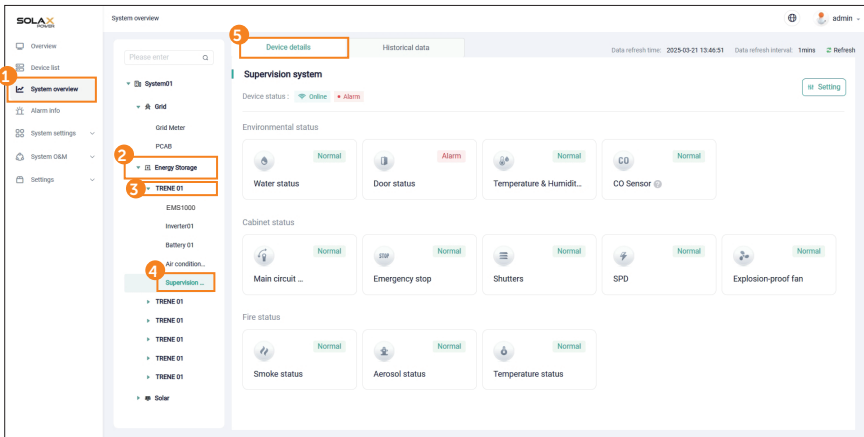 SOLAX
POWER
System overview
admin
Overview
Device list
1
System overview
Alarm info
System settings
System O&M
Settings
Please enter
System01
Grid
Grid Meter
PCAB
2
Energy Storage
3
TRENE 01
EMS1000
Inverter01
Battery 01
Air condition...
4
Supervision ...
TRENE 01
TRENE 01
TRENE 01
TRENE 01
TRENE 01
Solar
5
Device details
Historical data
Data refresh time: 2025-03-21 13:46:51 Data refresh interval: 1mins Refresh
Supervision system
Setting
Device status : Online Alarm
Environmental status
Normal
Water status
Alarm
Door status
Normal
Temperature & Humidit...
CO
Normal
CO Sensor ?
Cabinet status
Normal
Main circuit ...
STOP
Normal
Emergency stop
Normal
Shutters
Normal
SPD
Normal
Explosion-proof fan
Fire status
Normal
Smoke status
Normal
Aerosol status
Normal
Temperature status